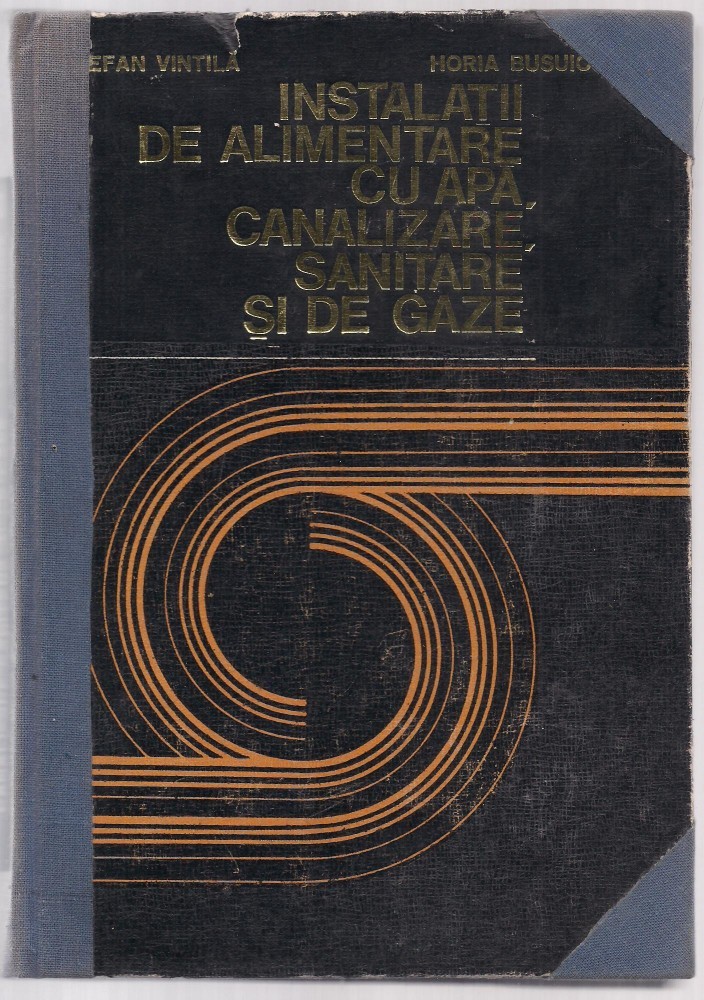 EFAN VINTILĂ HORIA BUSUIO
INSTALAȚII
DE ALIMENTARE
CU APĂ,
CANALIZARE,
SANITARE
ȘI DE GAZE